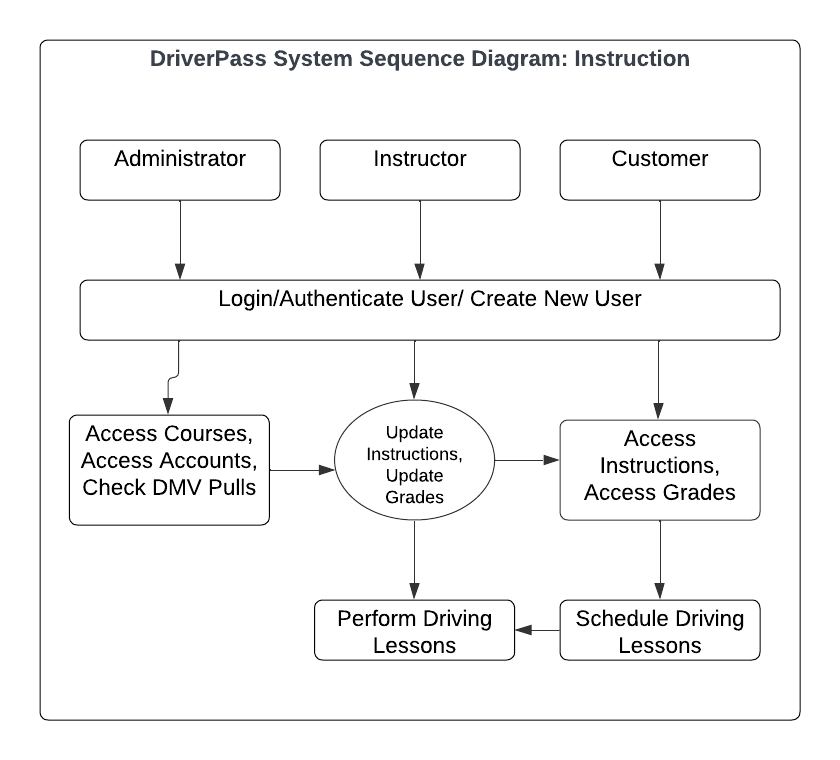 DriverPass System Sequence Diagram: Instruction
Administrator
Instructor
Customer
Login/Authenticate User/ Create New User
Access Courses,
Access Accounts,
Check DMV Pulls
Update
Instructions,
Update
Grades
Access
Instructions,
Access Grades
Perform Driving
Lessons
Schedule Driving
Lessons